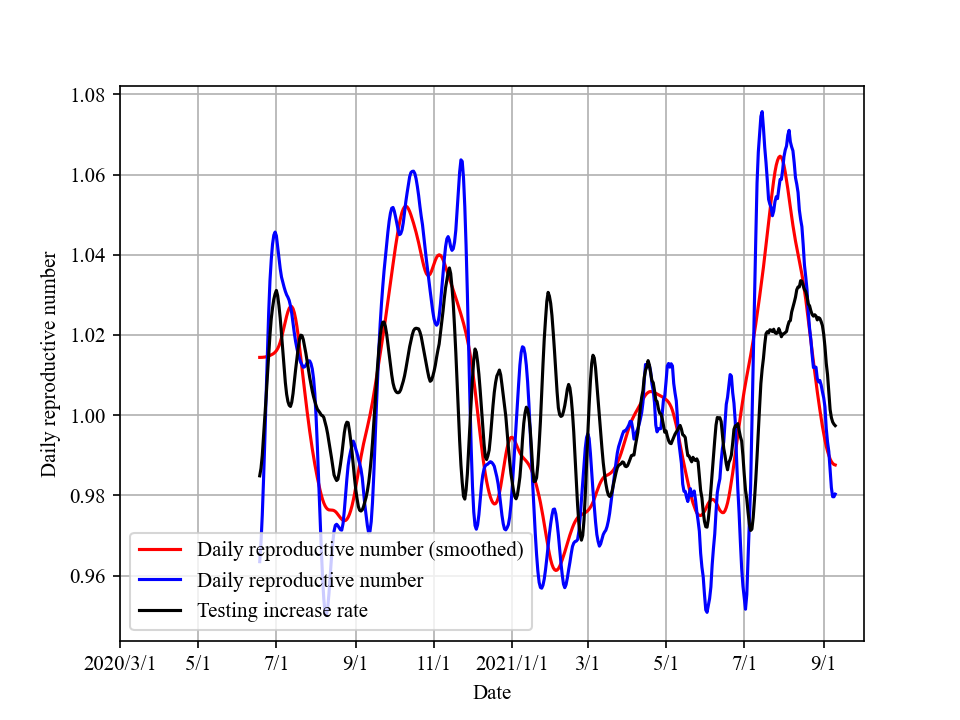 1.08
1.06
1.04
1.02
1.00
0.98
0.96
Daily reproductive number
Daily reproductive number (smoothed)
Daily reproductive number
Testing increase rate
2020/3/1 5/1 7/1 9/1 11/1 2021/1/1 3/1 5/1 7/1 9/1
Date